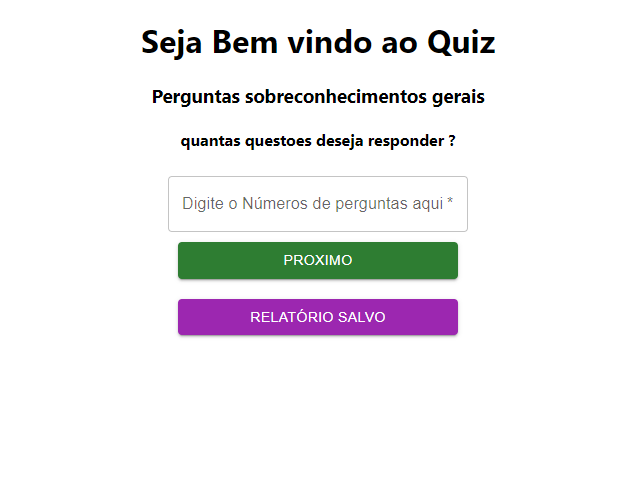 Seja Bem vindo ao Quiz
Perguntas sobreconhecimentos gerais
quantas questoes deseja responder ?
Digite o Números de perguntas aqui *
PROXIMO
RELATÓRIO SALVO